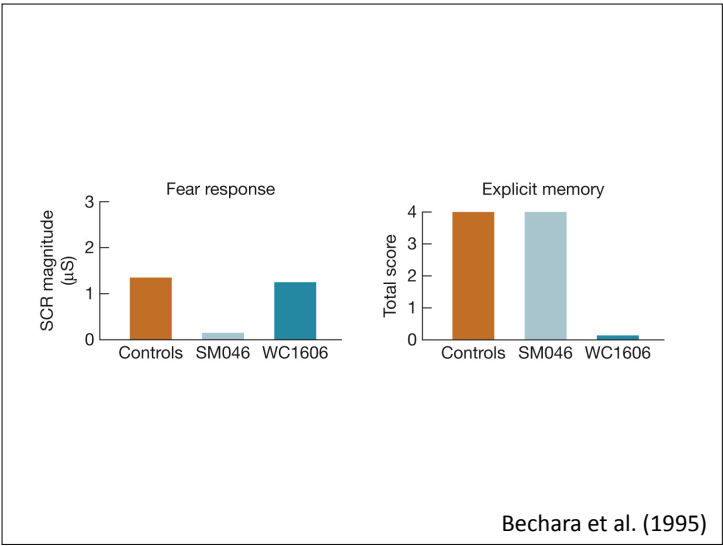 Fear response
SCR magnitude
(μS)
3
2
1
0
Controls SM046 WC1606
Explicit memory
Total score
4
3
2
1
0
Controls SM046 WC1606
Bechara et al. (1995)